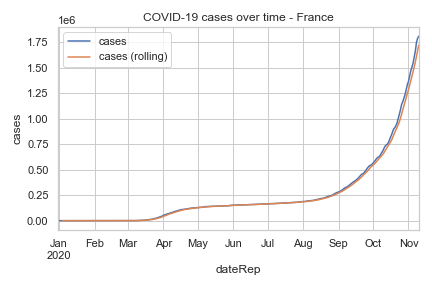 COVID-19 cases over time - France
1e6
cases
cases (rolling)
1.75
1.50
1.25
1.00
0.75
0.50
0.25
0.00
cases
Jan Feb Mar Apr May Jun Jul Aug Sep Oct Nov
2020
dateRep